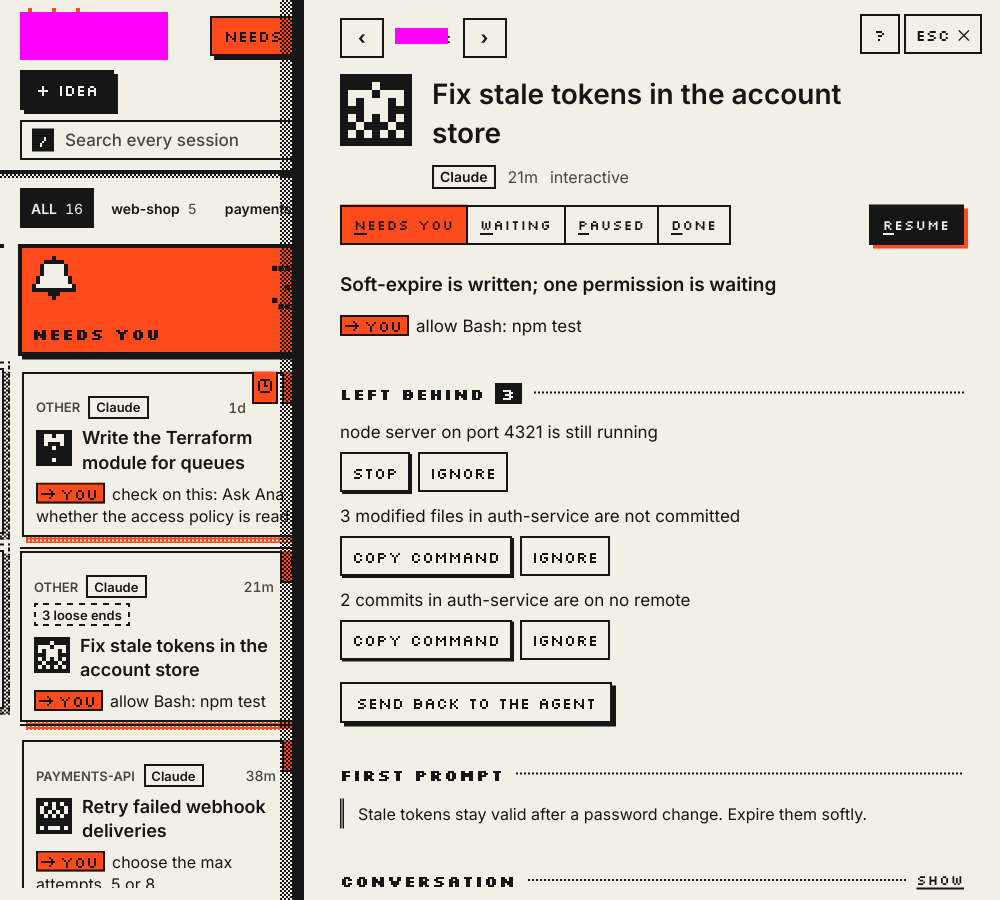 NEEDS
+ IDEA
/ Search every session
ALL 16 web-shop 5 payments
NEEDS YOU
OTHER Claude 1d
Write the Terraform
module for queues
→ YOU check on this: Ask Ana
whether the access policy is read
OTHER Claude 21m
3 loose ends
Fix stale tokens in the
account store
→ YOU allow Bash: npm test
PAYMENTS-API Claude 38m
Retry failed webhook
deliveries
→ YOU choose the max
attempts, 5 or 8
‹ ›
? ESC ×
Fix stale tokens in the account
store
Claude 21m interactive
NEEDS YOU WAITING PAUSED DONE RESUME
Soft-expire is written; one permission is waiting
→ YOU allow Bash: npm test
LEFT BEHIND 3
node server on port 4321 is still running
STOP IGNORE
3 modified files in auth-service are not committed
COPY COMMAND IGNORE
2 commits in auth-service are on no remote
COPY COMMAND IGNORE
SEND BACK TO THE AGENT
FIRST PROMPT
Stale tokens stay valid after a password change. Expire them softly.
CONVERSATION SHOW